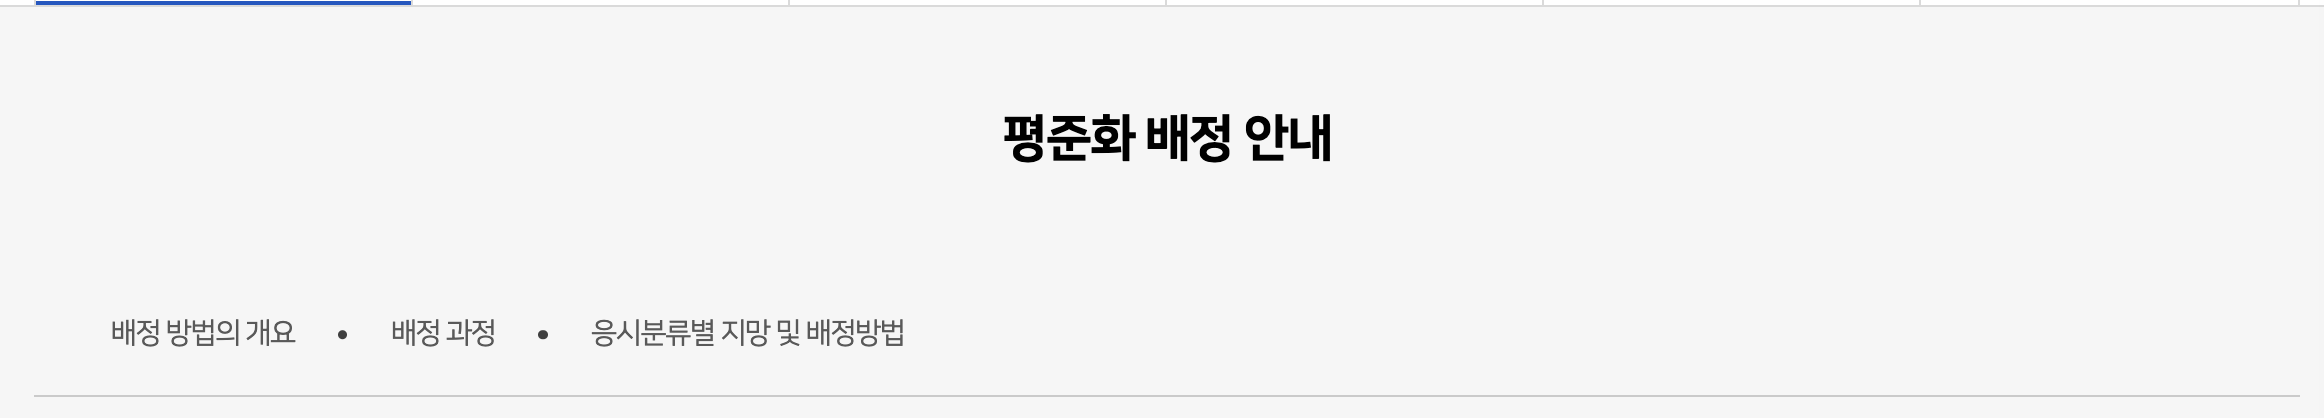 평준화 배정 안내
배정 방법의 개요 • 배정 과정 • 응시분류별 지망 및 배정방법